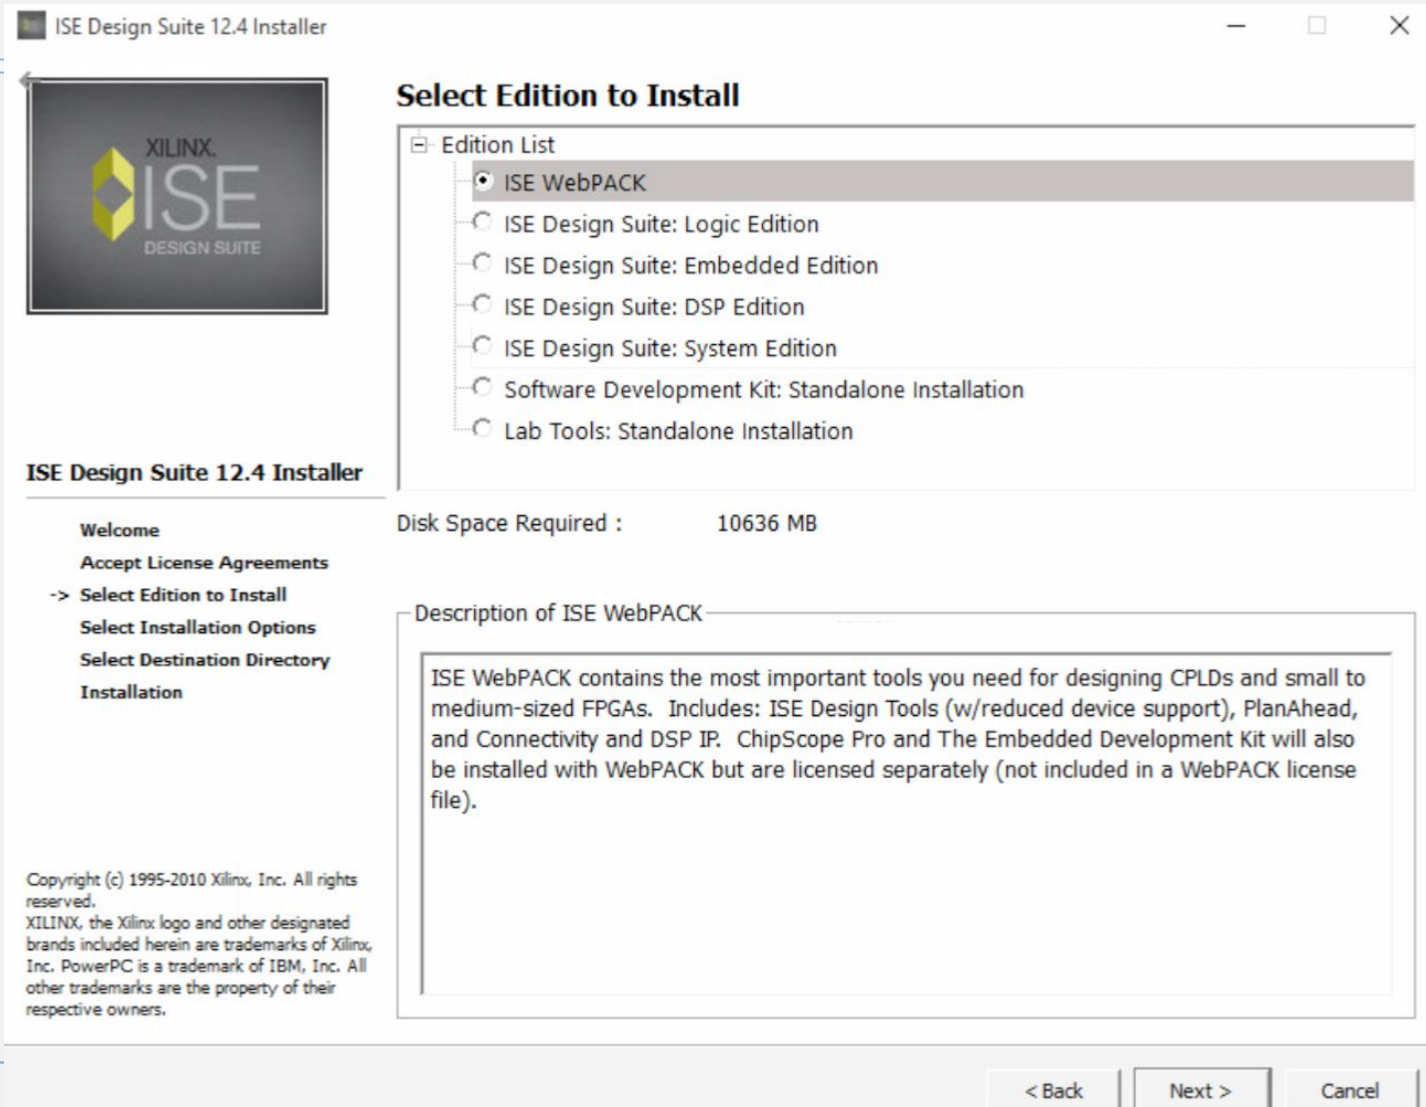 ISE Design Suite 12.4 Installer
XILINX.
ISE
DESIGN SUITE
ISE Design Suite 12.4 Installer
Welcome
Accept License Agreements
-> Select Edition to Install
Select Installation Options
Select Destination Directory
Installation
Copyright (c) 1995-2010 Xilinx, Inc. All rights
reserved.
XILINX, the Xilinx logo and other designated
brands included herein are trademarks of Xilinx,
Inc. PowerPC is a trademark of IBM, Inc. All
other trademarks are the property of their
respective owners.
Select Edition to Install
Edition List
ISE WebPACK
ISE Design Suite: Logic Edition
ISE Design Suite: Embedded Edition
ISE Design Suite: DSP Edition
ISE Design Suite: System Edition
Software Development Kit: Standalone Installation
Lab Tools: Standalone Installation
Disk Space Required : 10636 MB
Description of ISE WebPACK
ISE WebPACK contains the most important tools you need for designing CPLDs and small to
medium-sized FPGAs. Includes: ISE Design Tools (w/reduced device support), PlanAhead,
and Connectivity and DSP IP. ChipScope Pro and The Embedded Development Kit will also
be installed with WebPACK but are licensed separately (not included in a WebPACK license
file).
< Back Next > Cancel